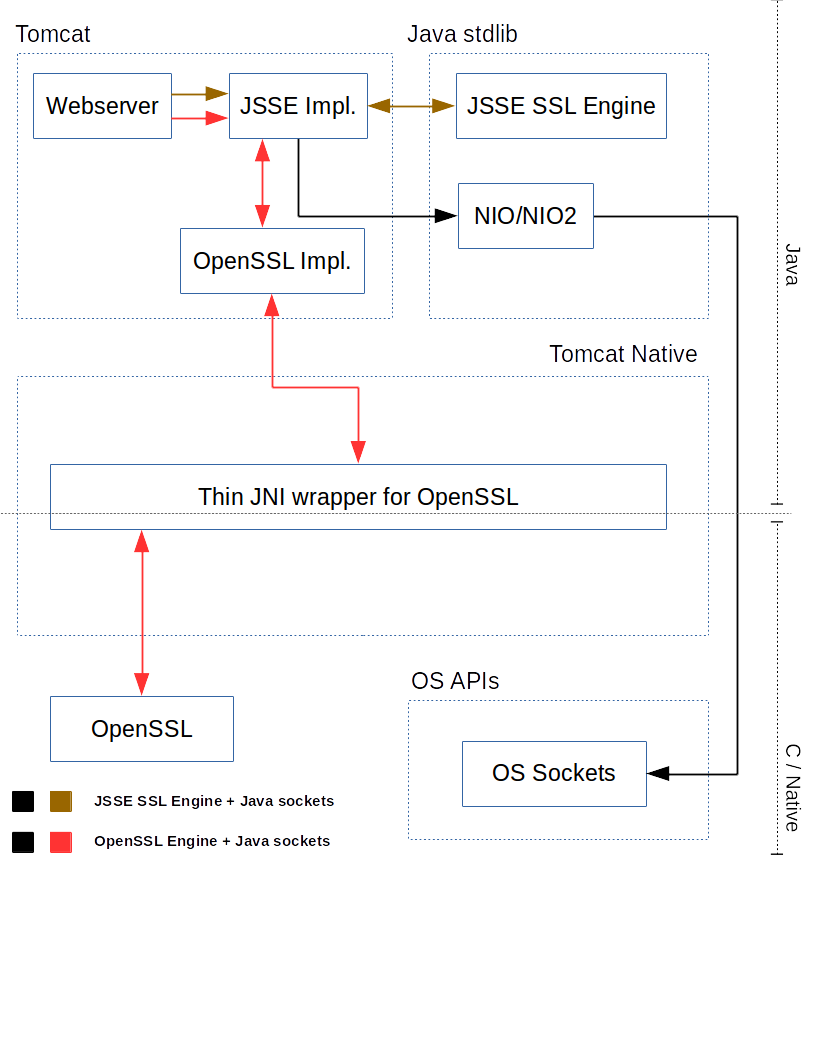 Tomcat
Java stdlib
Webserver
JSSE Impl.
JSSE SSL Engine
NIO/NIO2
OpenSSL Impl.
Java
Tomcat Native
Thin JNI wrapper for OpenSSL
OS APIs
OpenSSL
OS Sockets
C / Native
JSSE SSL Engine + Java sockets
OpenSSL Engine + Java sockets